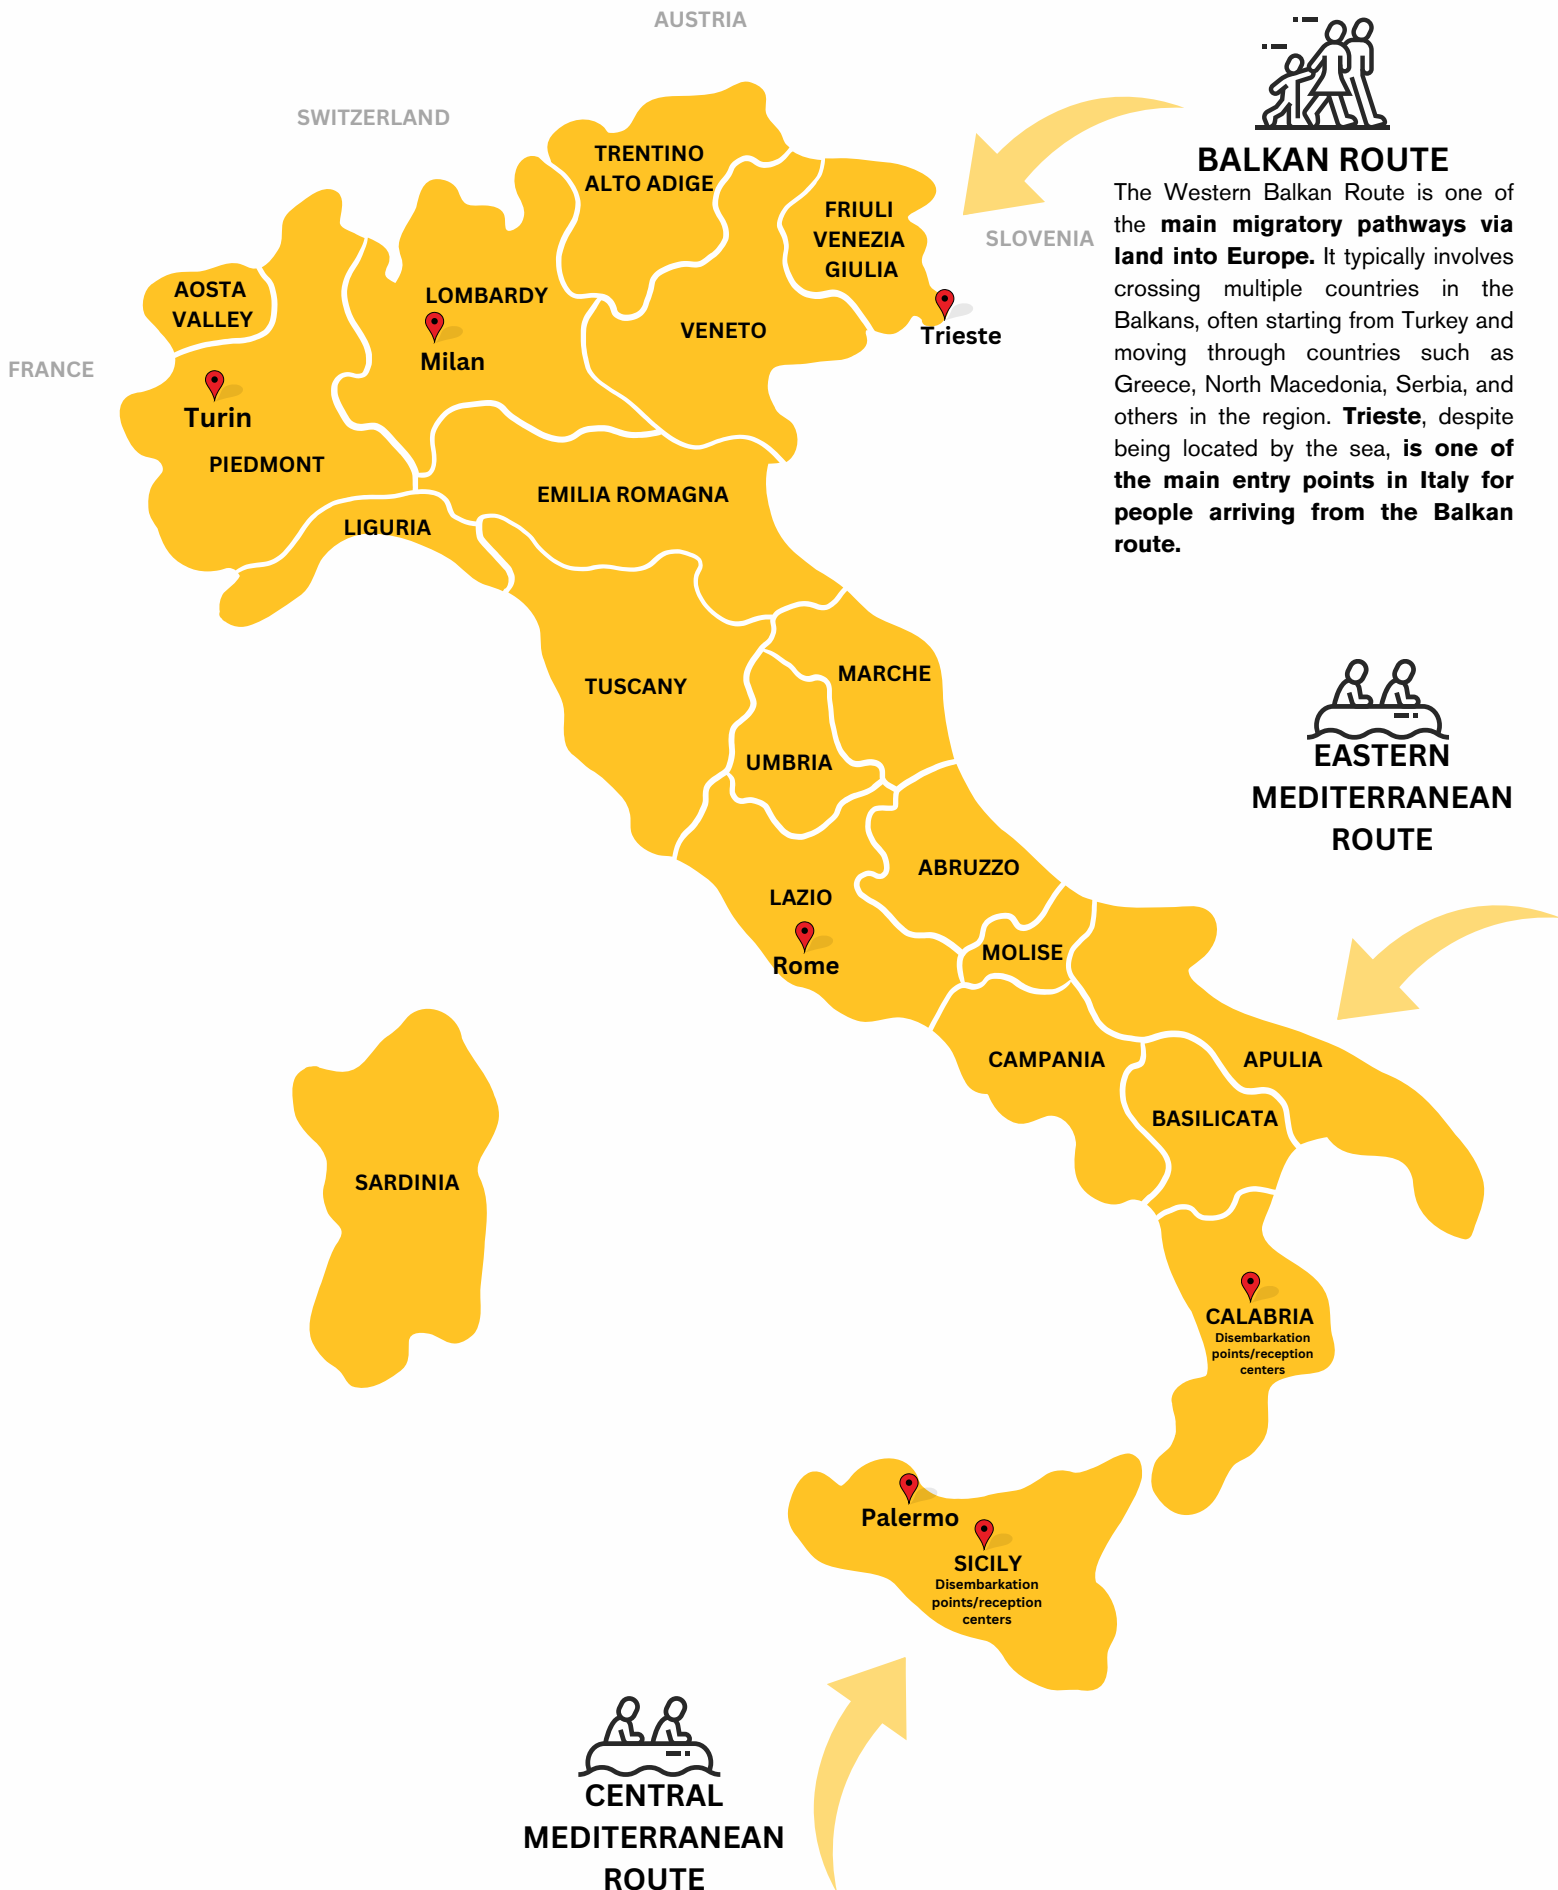 AUSTRIA
SWITZERLAND
BALKAN ROUTE
The Western Balkan Route is one of
the main migratory pathways via
land into Europe. It typically involves
crossing multiple countries in the
Balkans, often starting from Turkey and
moving through countries such as
Greece, North Macedonia, Serbia, and
others in the region. Trieste, despite
being located by the sea, is one of
the main entry points in Italy for
people arriving from the Balkan
route.
TRENTINO
ALTO ADIGE
FRIULI
VENEZIA
GIULIA
SLOVENIA
AOSTA
VALLEY
LOMBARDY
VENETO
Trieste
Milan
FRANCE
Turin
PIEDMONT
EMILIA ROMAGNA
LIGURIA
TUSCANY
MARCHE
UMBRIA
EASTERN
MEDITERRANEAN
ROUTE
ABRUZZO
LAZIO
MOLISE
Rome
CAMPANIA
APULIA
BASILICATA
SARDINIA
CALABRIA
Disembarkation
points/reception
centers
Palermo
SICILY
Disembarkation
points/reception
centers
CENTRAL
MEDITERRANEAN
ROUTE